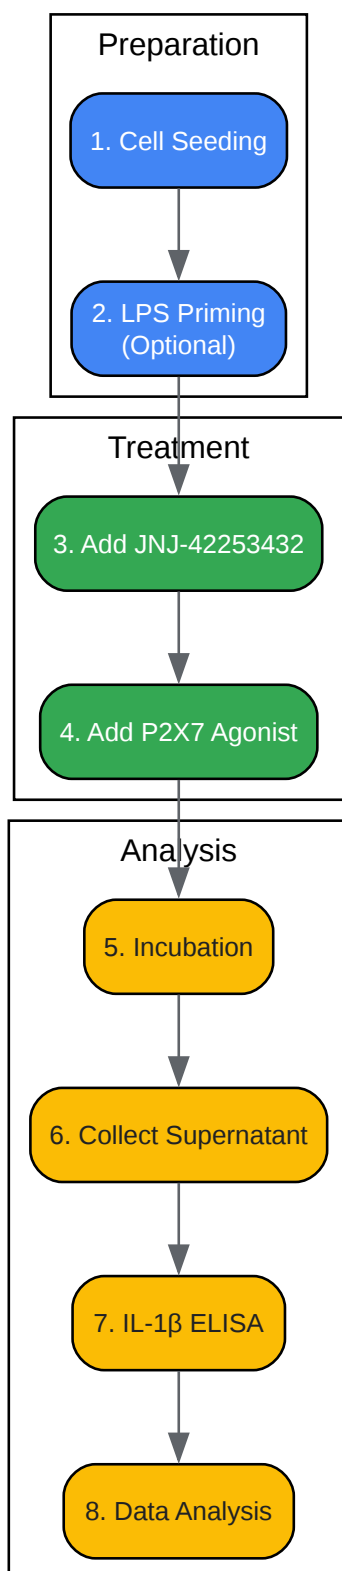 Preparation
1. Cell Seeding
2. LPS Priming
(Optional)
Treatment
3. Add JNJ-42253432
4. Add P2X7 Agonist
Analysis
5. Incubation
6. Collect Supernatant
7. IL-1β ELISA
8. Data Analysis